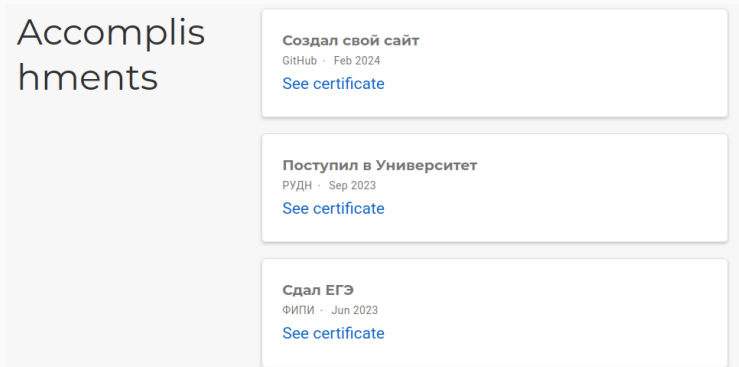 Accomplis
hments
Создал свой сайт
GitHub · Feb 2024
See certificate
Поступил в Университет
РУДН · Sep 2023
See certificate
Сдал ЕГЭ
ФИПИ · Jun 2023
See certificate